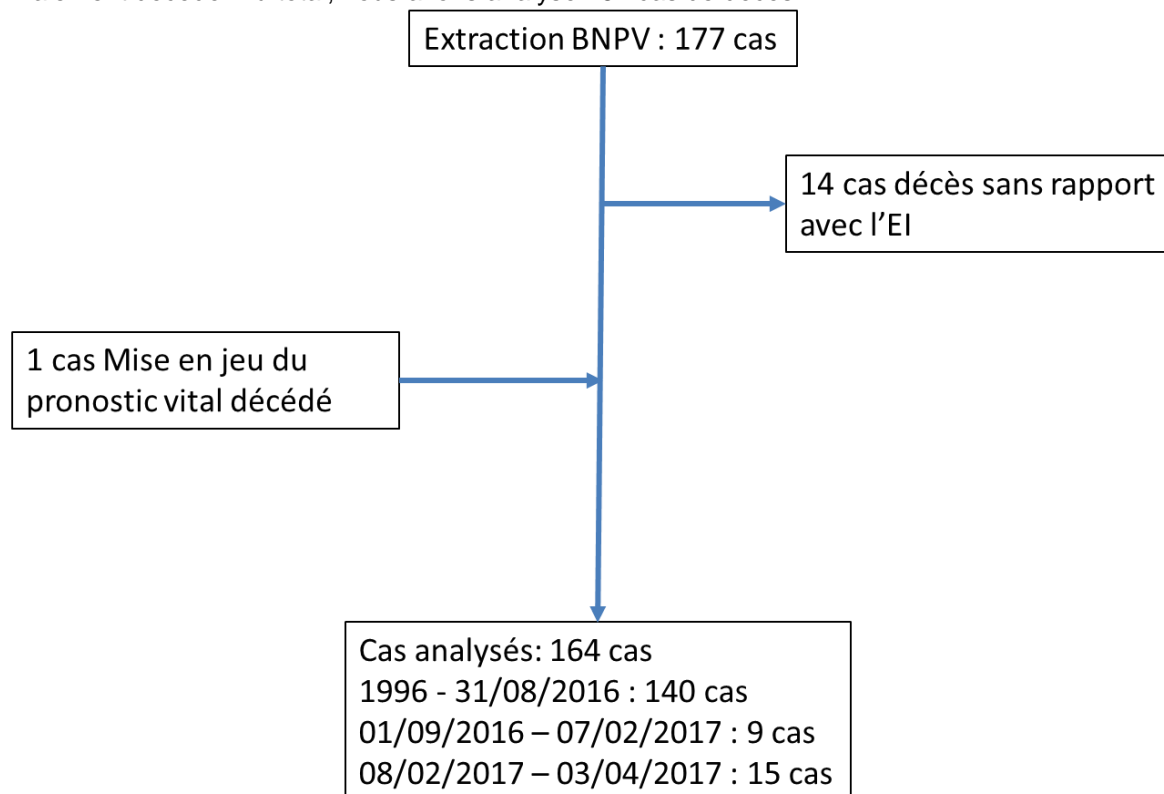 Extraction BNPV : 177 cas
14 cas décès sans rapport
avec l’EI
1 cas Mise en jeu du
pronostic vital décédé
Cas analysés: 164 cas
1996 - 31/08/2016 : 140 cas
01/09/2016 – 07/02/2017 : 9 cas
08/02/2017 – 03/04/2017 : 15 cas